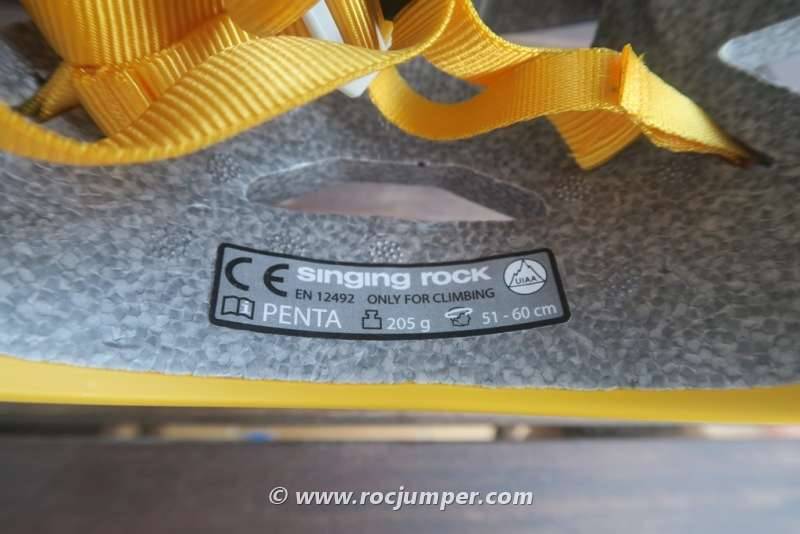 CE singing rock UIAA
EN 12492 ONLY FOR CLIMBING
i PENTA 205 g 51 - 60 cm
© www.rocjumper.com